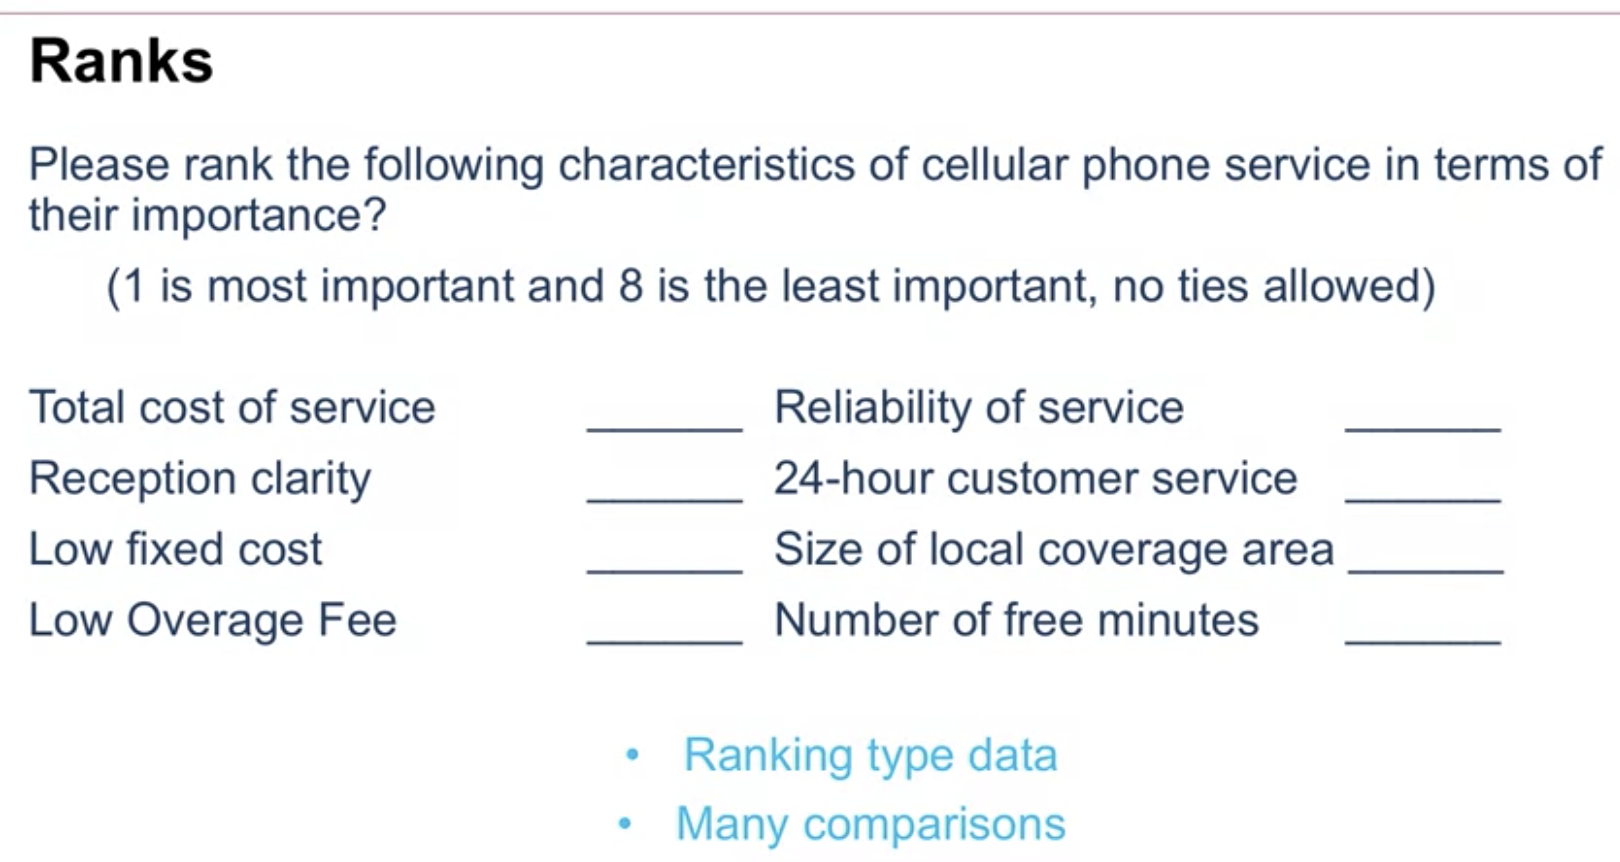 Ranks
Please rank the following characteristics of cellular phone service in terms of
their importance?
(1 is most important and 8 is the least important, no ties allowed)
Total cost of service ______ Reliability of service ______
Reception clarity ______ 24-hour customer service ______
Low fixed cost ______ Size of local coverage area ______
Low Overage Fee ______ Number of free minutes ______
• Ranking type data
• Many comparisons